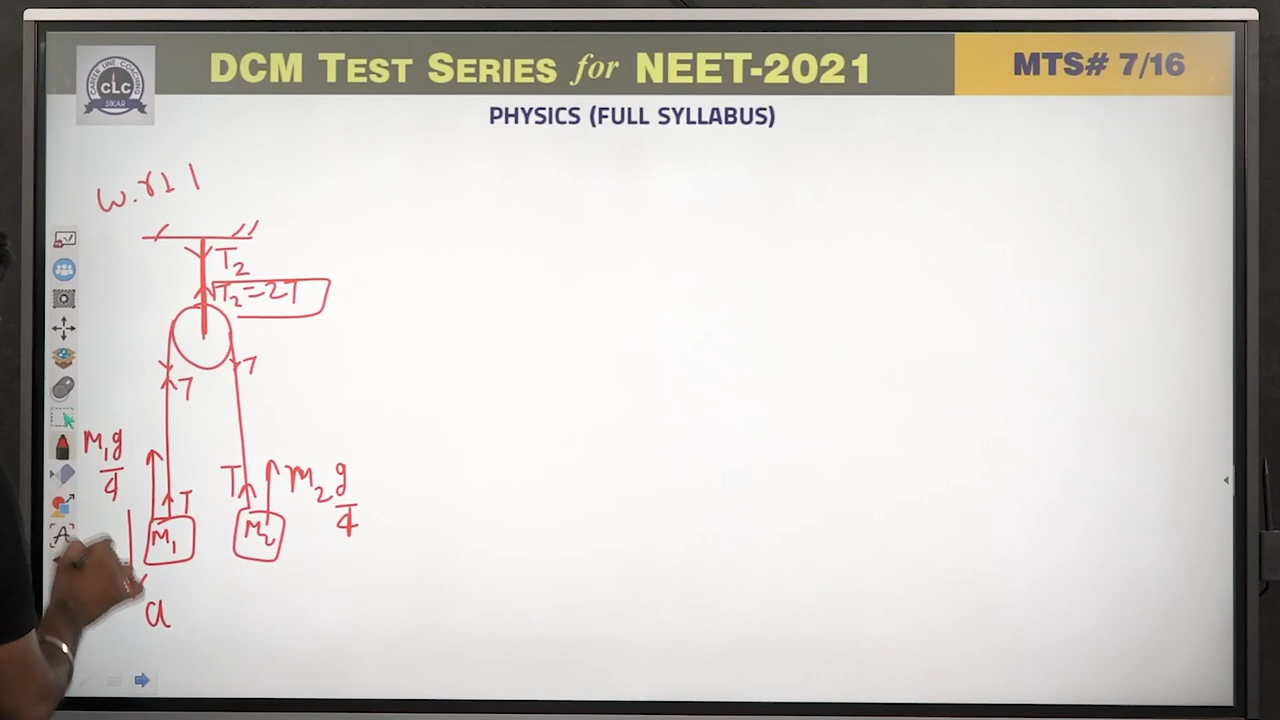 DCM TEST SERIES for NEET-2021
MTS# 7/16
CAREER LINE COACHING
CLC
SIKAR
PHYSICS (FULL SYLLABUS)
T₂
T₂=2T
T
T
M₁g/4
T
T
M₂g/4
M₁
M₂
A
a